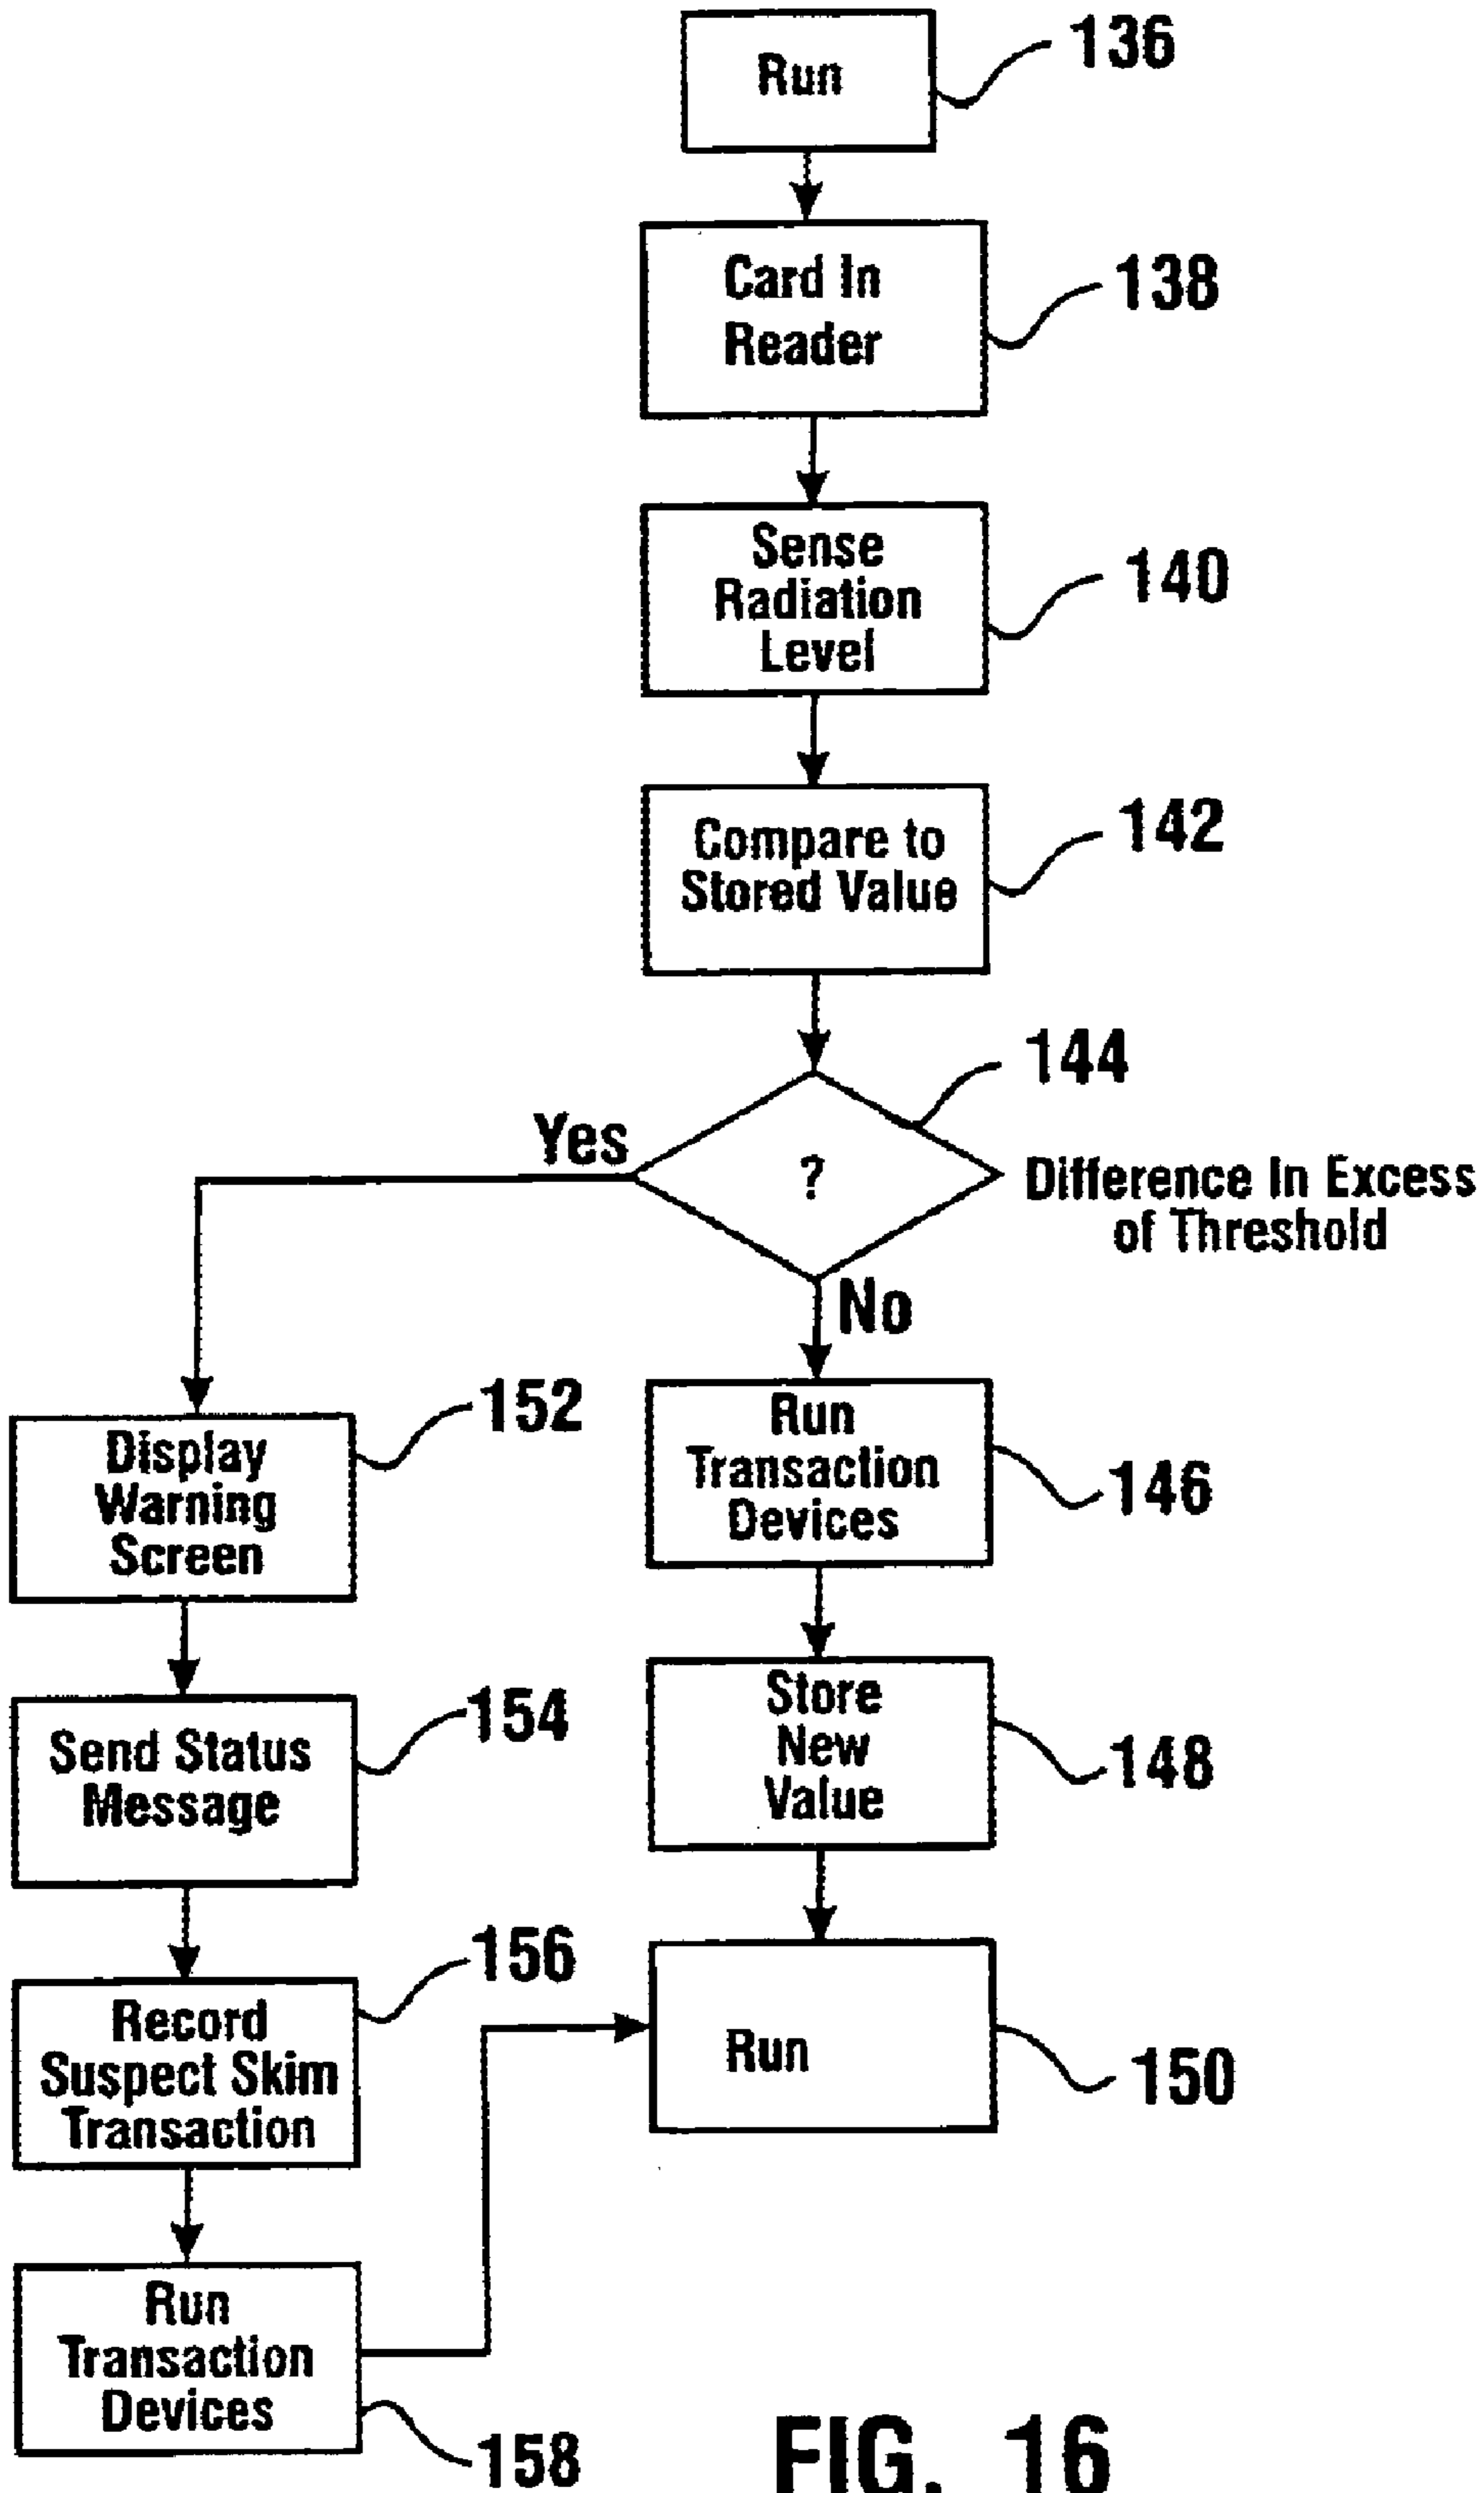 Run
136
Card In
Reader
138
Sense
Radiation
Level
140
Compare to
Stored Value
142
144
Yes
?
Difference In Excess
of Threshold
No
152
Display
Warning
Screen
Run
Transaction
Devices
146
154
Send Status
Message
Store
New
Value
148
156
Record
Suspect Skim
Transaction
Run
150
Run
Transaction
Devices
158
FIG. 16